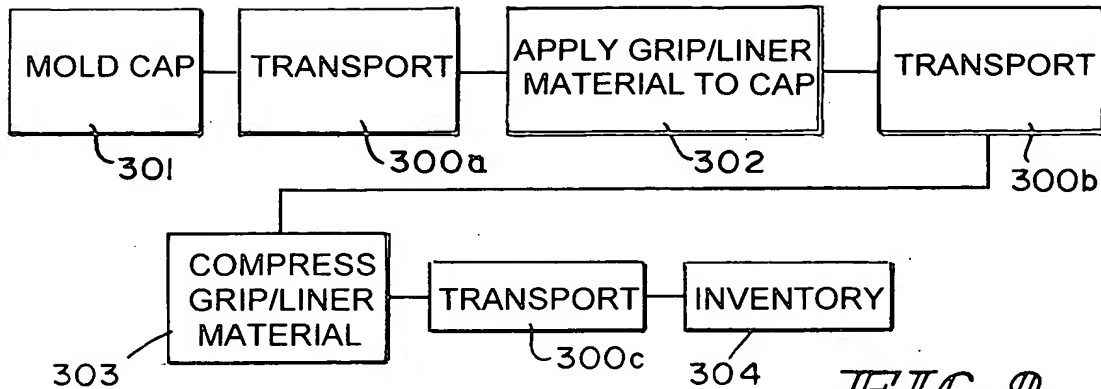 MOLD CAP
301
TRANSPORT
300a
APPLY GRIP/LINER
MATERIAL TO CAP
302
TRANSPORT
300b
COMPRESS
GRIP/LINER
MATERIAL
303
TRANSPORT
300c
INVENTORY
304